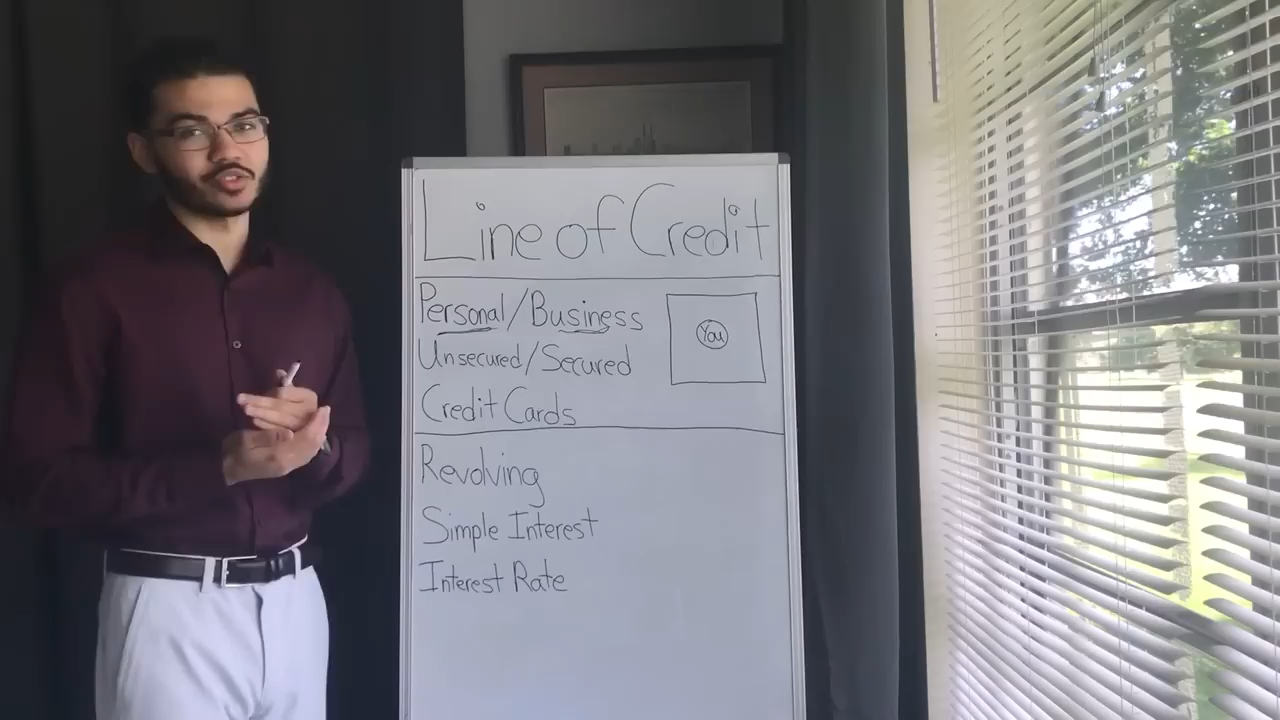 Line of Credit
Personal/Business
Unsecured/Secured
Credit Cards
You
Revolving
Simple Interest
Interest Rate